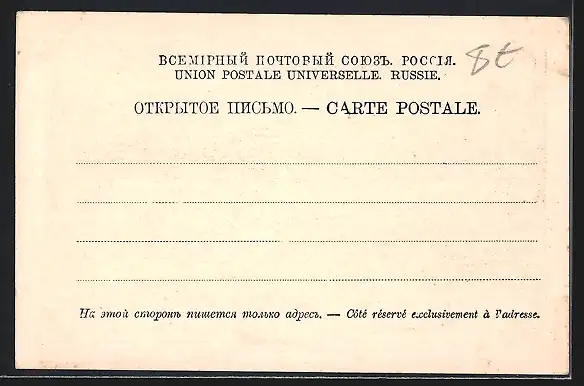 ВСЕМІРНЫЙ ПОЧТОВЫЙ СОЮЗЪ. РОССІЯ.
UNION POSTALE UNIVERSELLE. RUSSIE.
ОТКРЫТОЕ ПИСЬМО. — CARTE POSTALE.
На этой сторонѣ пишется только адресъ. — Côté réservé exclusivement à l'adresse.